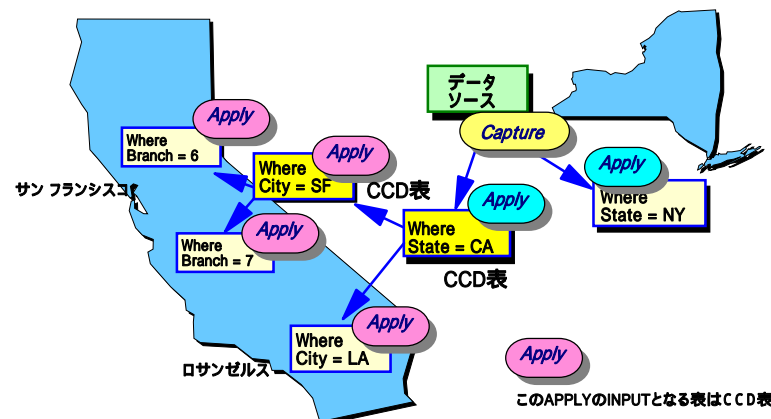 データ
ソース
Capture
Apply
Where
State = NY
Apply
Where
State = CA
CCD表
Apply
Where
City = SF
CCD表
Apply
Where
Branch = 6
サン フランシスコ
Apply
Where
Branch = 7
Apply
Where
City = LA
ロサンゼルス
Apply
このAPPLYのINPUTとなる表はCCD表